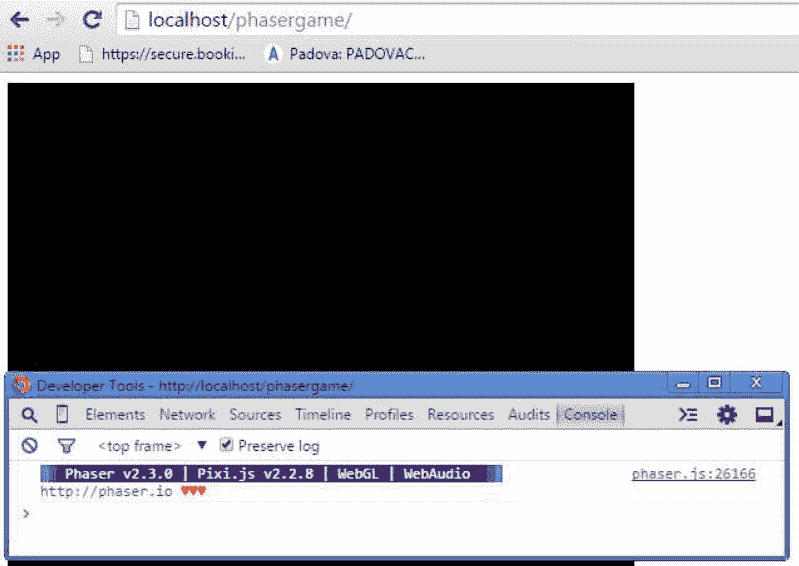 localhost/phasergame/
App https://secure.booki... Padova: PADOVAC...
Developer Tools - http://localhost/phasergame/
Elements Network Sources Timeline Profiles Resources Audits Console
<top frame> ▼ Preserve log
Phaser v2.3.0 | Pixi.js v2.2.8 | WebGL | WebAudio phaser.js:26166
http://phaser.io ♥♥♥
>